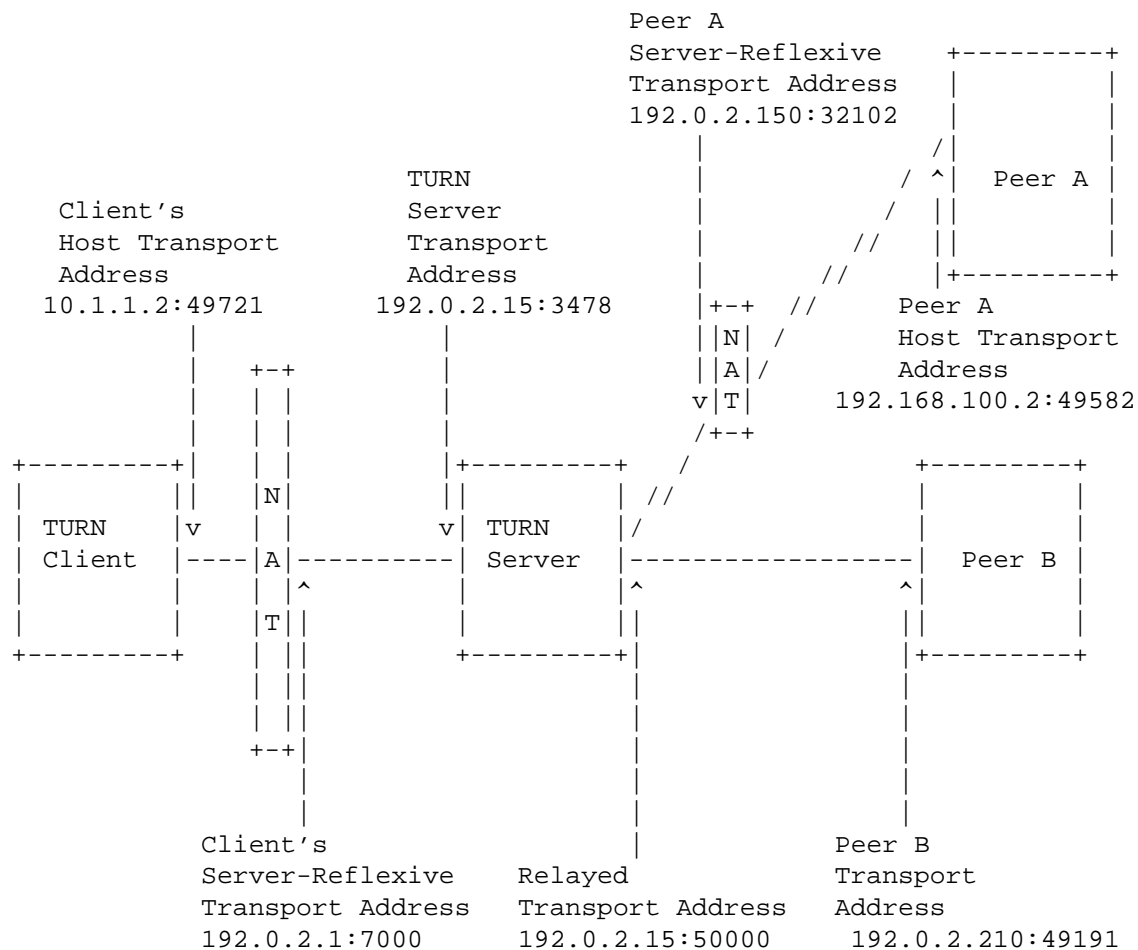 Peer A
Server-Reflexive
Transport Address
192.0.2.150:32102
Peer A
TURN
Server
Transport
Address
192.0.2.15:3478
Client's
Host Transport
Address
10.1.1.2:49721
Peer A
Host Transport
Address
192.168.100.2:49582
N
A
T
N
A
T
TURN
Client
TURN
Server
Peer B
Client's
Server-Reflexive
Transport Address
192.0.2.1:7000
Relayed
Transport Address
192.0.2.15:50000
Peer B
Transport
Address
192.0.2.210:49191